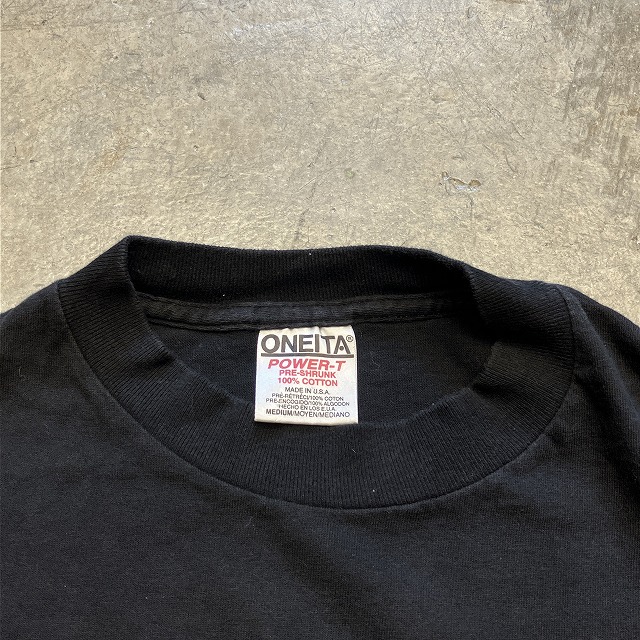 ONEITA®
POWER-T
PRE-SHRUNK
100% COTTON
MADE IN U.S.A.
PRE-RÉTRÉCI/100% COTON
PRE-ENCOGIDO/100% ALGODON
"HECHO EN LOS E.U.A.
MEDIUM/MOYEN/MEDIANO